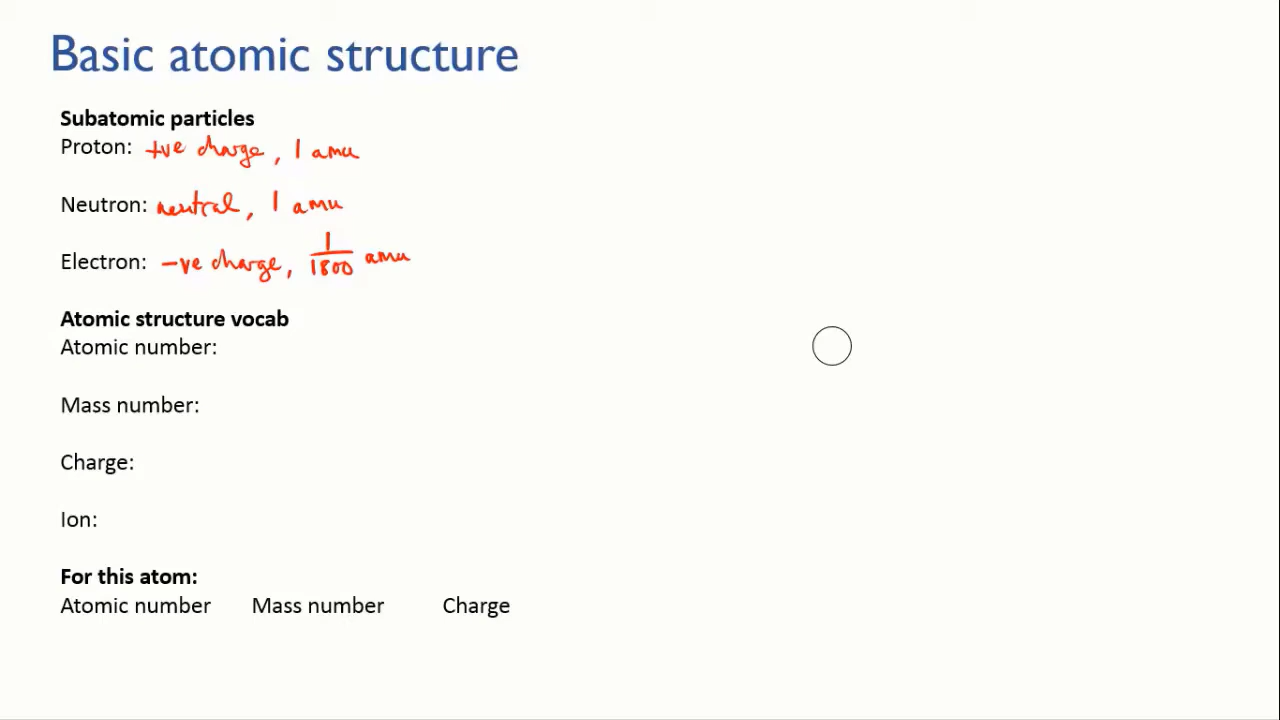 Basic atomic structure
Subatomic particles
Proton: +ve charge, 1 amu
Neutron: neutral, 1 amu
Electron: -ve charge, 1/1800 amu
Atomic structure vocab
Atomic number:
Mass number:
Charge:
Ion:
For this atom:
Atomic number Mass number Charge